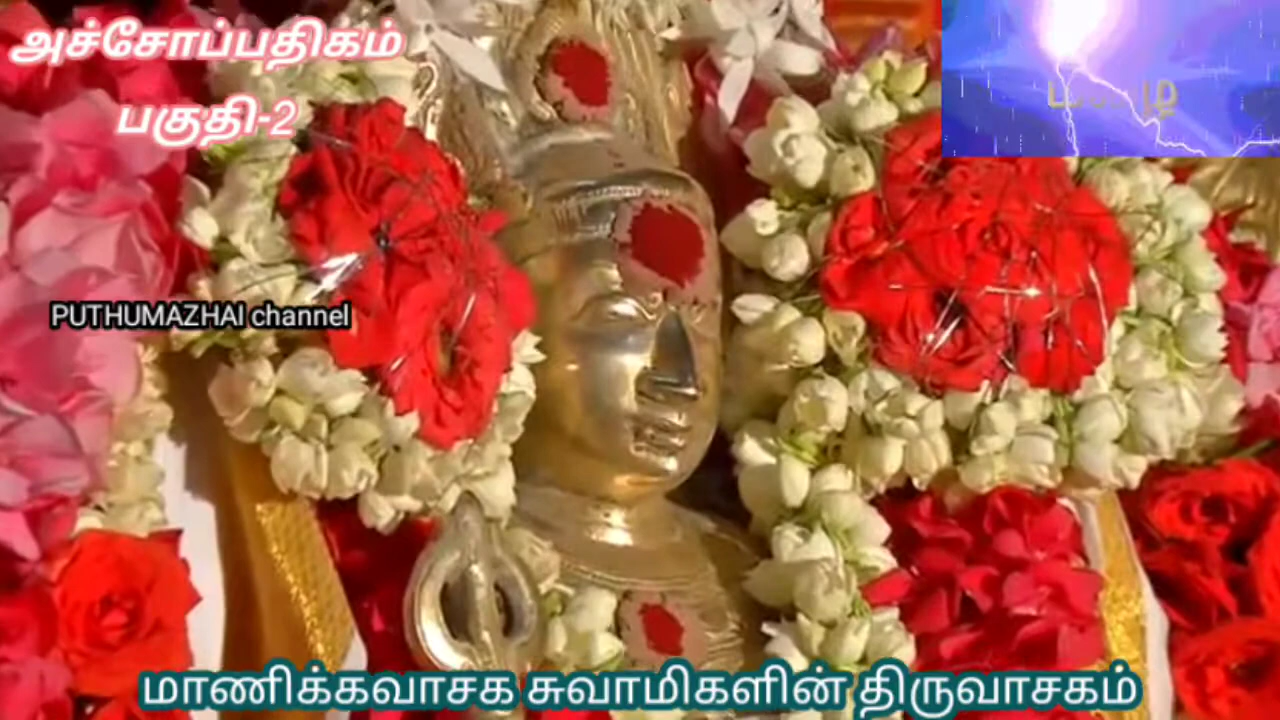 அச்சோப்பதிகம்
பகுதி-2
PUTHUMAZHAI channel
மாணிக்கவாசக சுவாமிகளின் திருவாசகம்